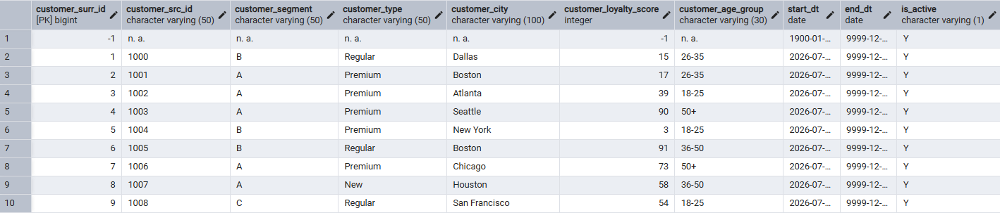 customer_surr_id customer_src_id customer_segment customer_type customer_city customer_loyalty_score customer_age_group start_dt end_dt is_active
[PK] bigint character varying (50) character varying (50) character varying (50) character varying (100) integer character varying (30) date date character varying (1)
1 -1 n. a. n. a. n. a. n. a. -1 n. a. 1900-01-... 9999-12-... Y
2 1 1000 B Regular Dallas 15 26-35 2026-07-... 9999-12-... Y
3 2 1001 A Premium Boston 17 26-35 2026-07-... 9999-12-... Y
4 3 1002 A Premium Atlanta 39 18-25 2026-07-... 9999-12-... Y
5 4 1003 A Premium Seattle 90 50+ 2026-07-... 9999-12-... Y
6 5 1004 B Premium New York 3 18-25 2026-07-... 9999-12-... Y
7 6 1005 B Regular Boston 91 36-50 2026-07-... 9999-12-... Y
8 7 1006 A Premium Chicago 73 50+ 2026-07-... 9999-12-... Y
9 8 1007 A New Houston 58 36-50 2026-07-... 9999-12-... Y
10 9 1008 C Regular San Francisco 54 18-25 2026-07-... 9999-12-... Y